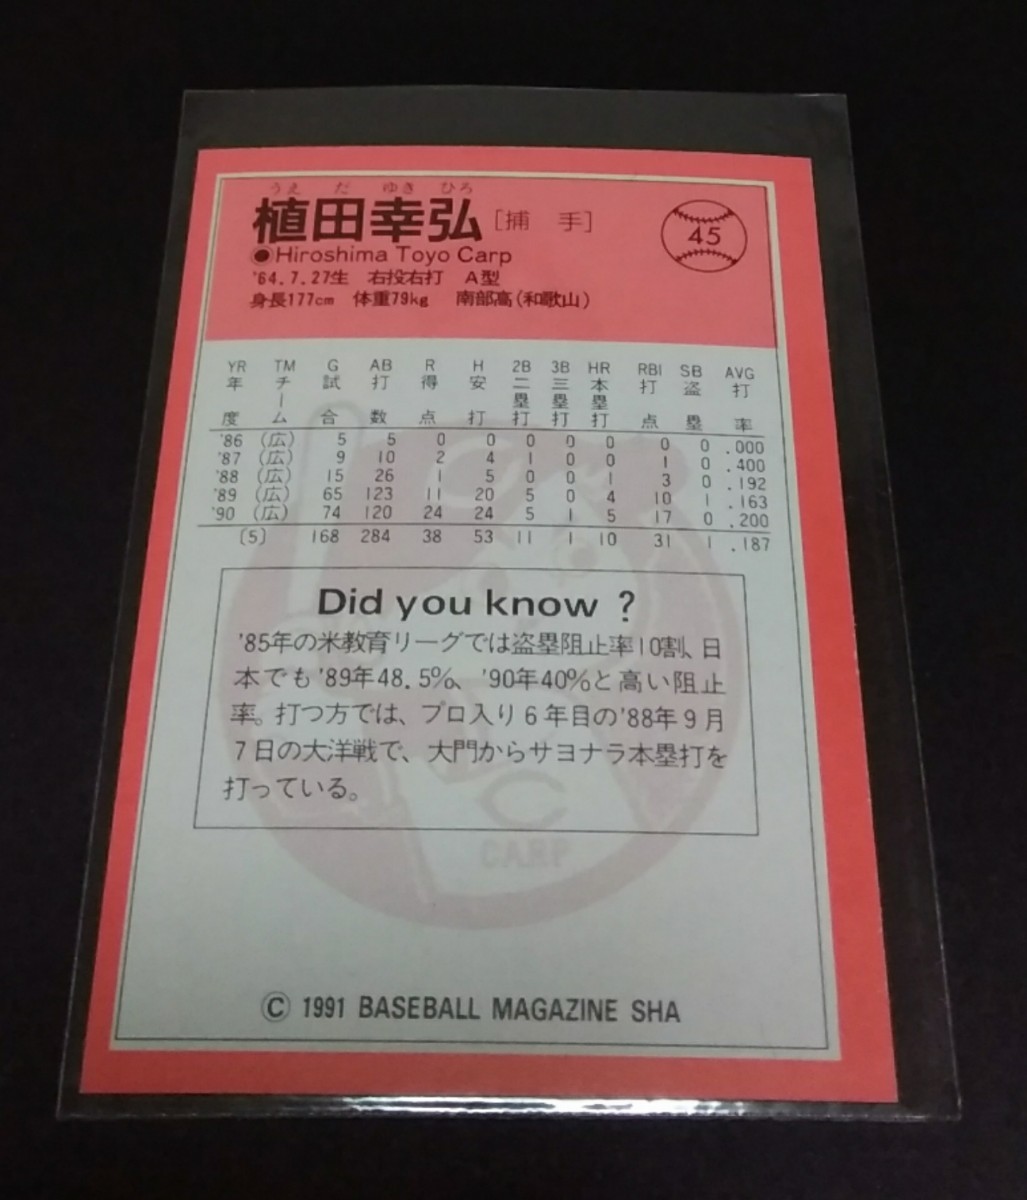 うえ だ ゆき ひろ
植田幸弘 [捕 手] 45
●Hiroshima Toyo Carp
'64.7.27生 右投右打 A型
身長177cm 体重79kg 南部高(和歌山)
YR TM G AB R H 2B 3B HR RBI SB AVG
年度 チーム 試合 打数 得点 安打 二塁打 三塁打 本塁打 打点 盗塁 打率
'86 (広) 5 5 0 0 0 0 0 0 0 .000
'87 (広) 9 10 2 4 1 0 0 1 0 .400
'88 (広) 15 26 1 5 0 0 1 3 0 .192
'89 (広) 65 123 11 20 5 0 4 10 1 .163
'90 (広) 74 120 24 24 5 1 5 17 0 .200
〔5〕 168 284 38 53 11 1 10 31 1 .187
Did you know ?
'85年の米教育リーグでは盗塁阻止率10割、日
本でも'89年48.5%、'90年40%と高い阻止
率。打つ方では、プロ入り6年目の'88年9月
7日の大洋戦で、大門からサヨナラ本塁打を
打っている。
C
CARP
© 1991 BASEBALL MAGAZINE SHA